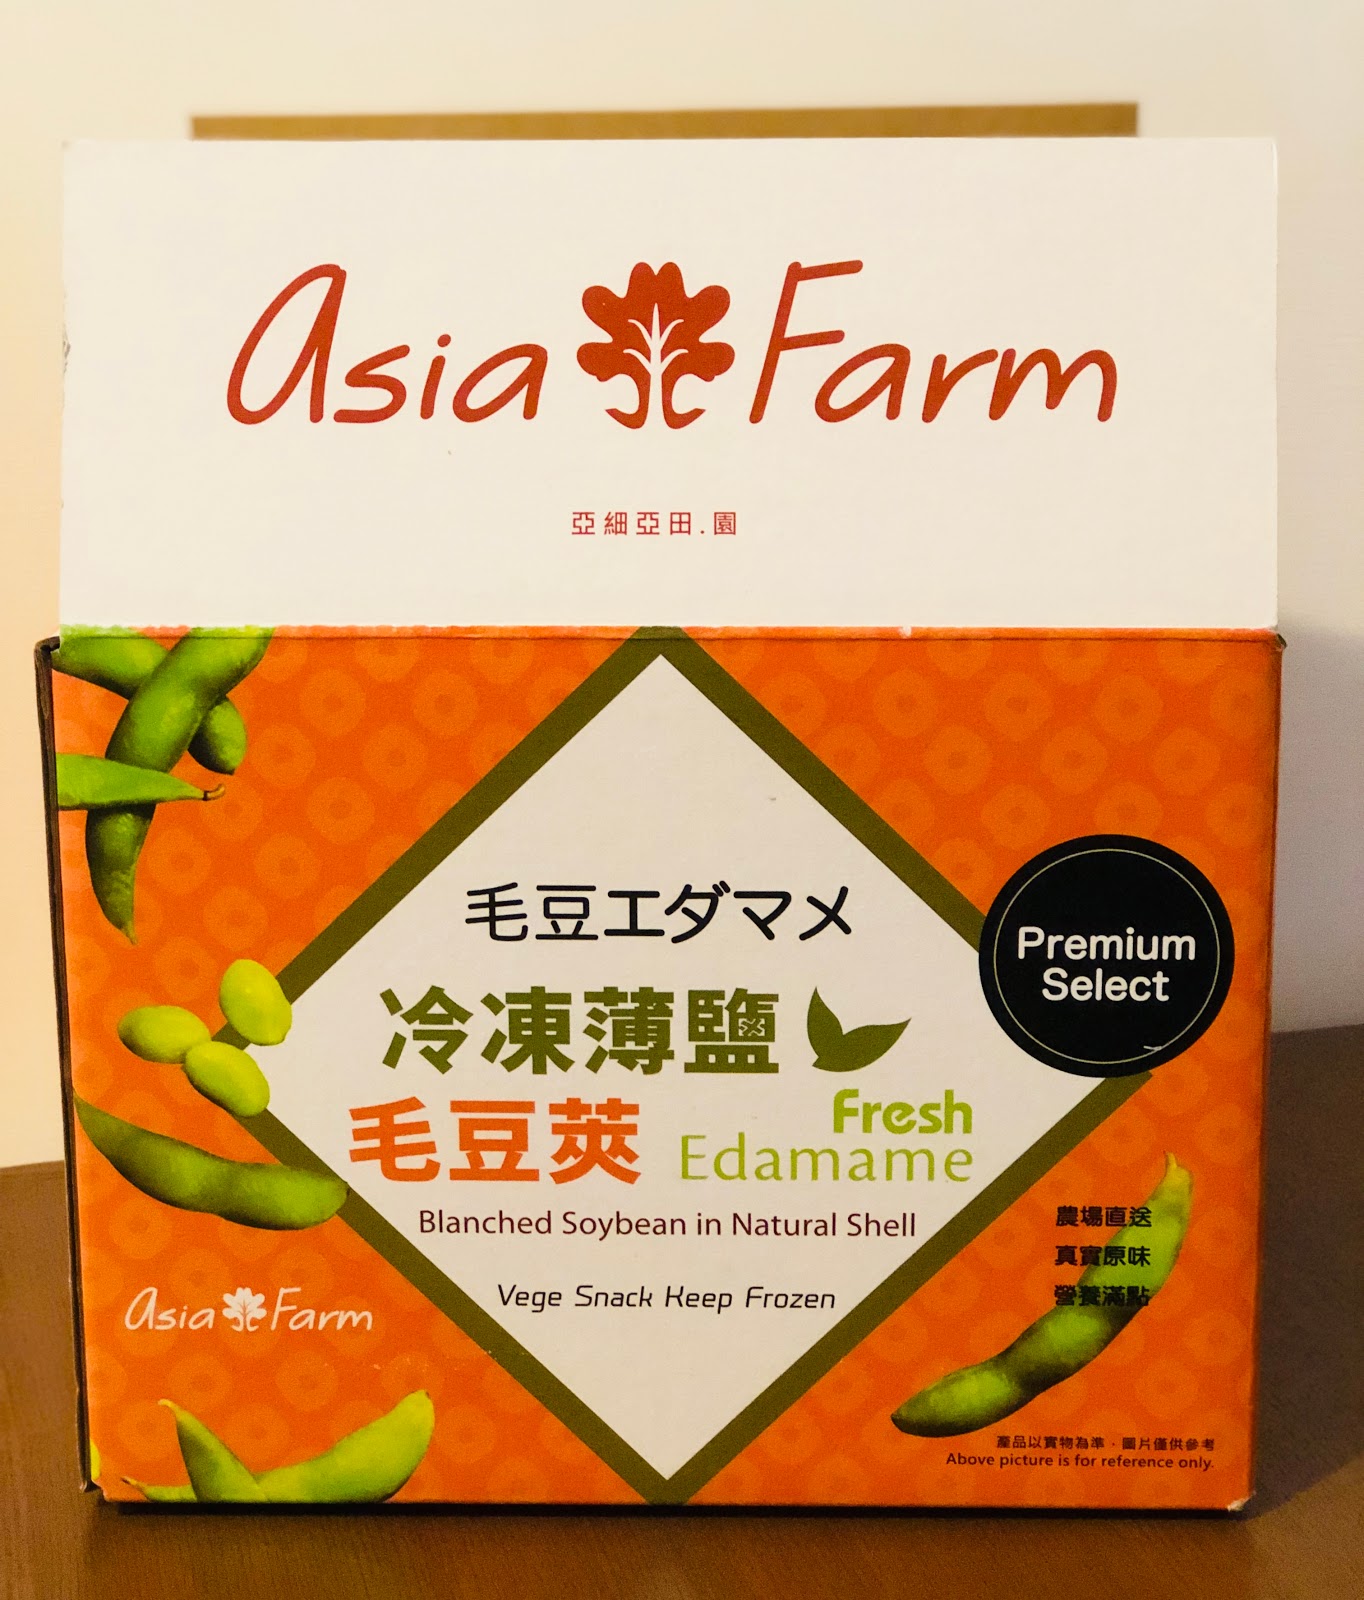 Asia Farm
亞細亞田.園
毛豆エダマメ
冷凍薄鹽
毛豆莢
Fresh
Edamame
Premium
Select
Blanched Soybean in Natural Shell
Vege Snack Keep Frozen
農場直送
真實原味
營養滿點
Asia Farm
產品以實物為準．圖片僅供參考
Above picture is for reference only.